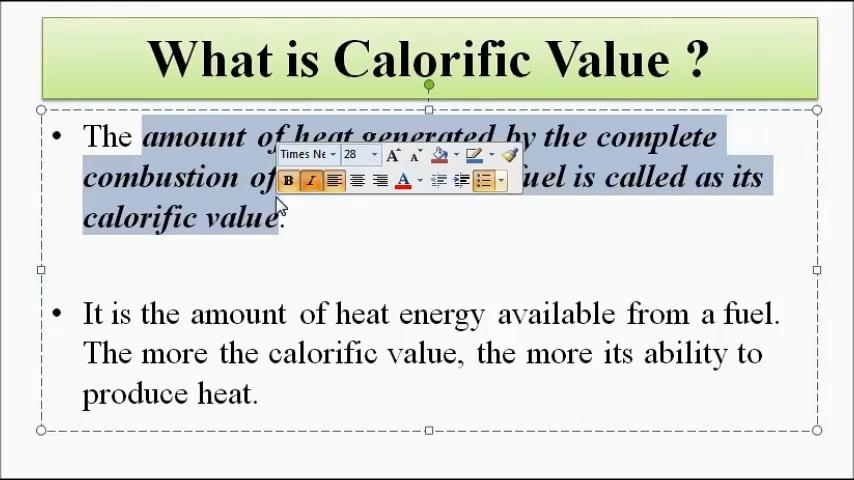 What is Calorific Value ?
• The amount of heat generated by the complete
Times Ne 28 A A
combustion of fuel is called as its
B I A
calorific value.
• It is the amount of heat energy available from a fuel.
The more the calorific value, the more its ability to
produce heat.